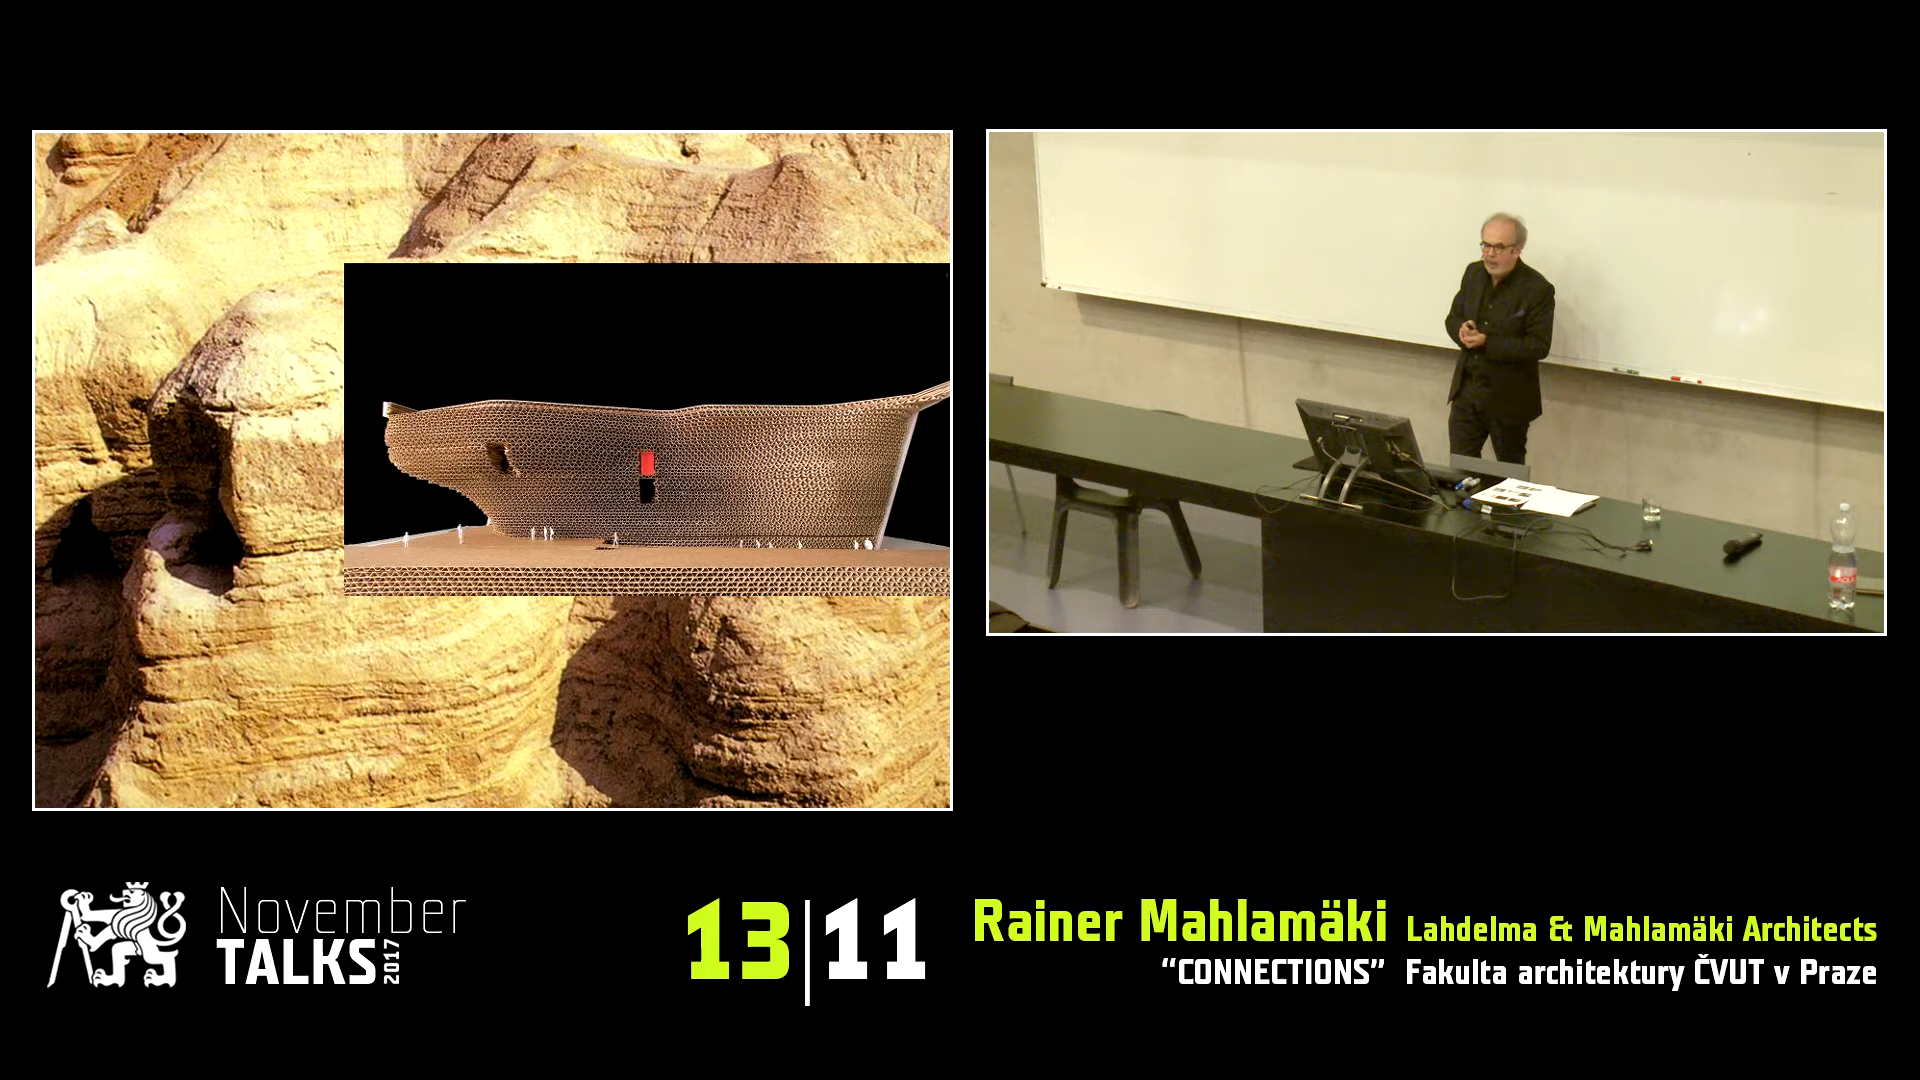 November
TALKS 2017
13|11
Rainer Mahlamäki Lahdelma & Mahlamäki Architects
“CONNECTIONS” Fakulta architektury ČVUT v Praze